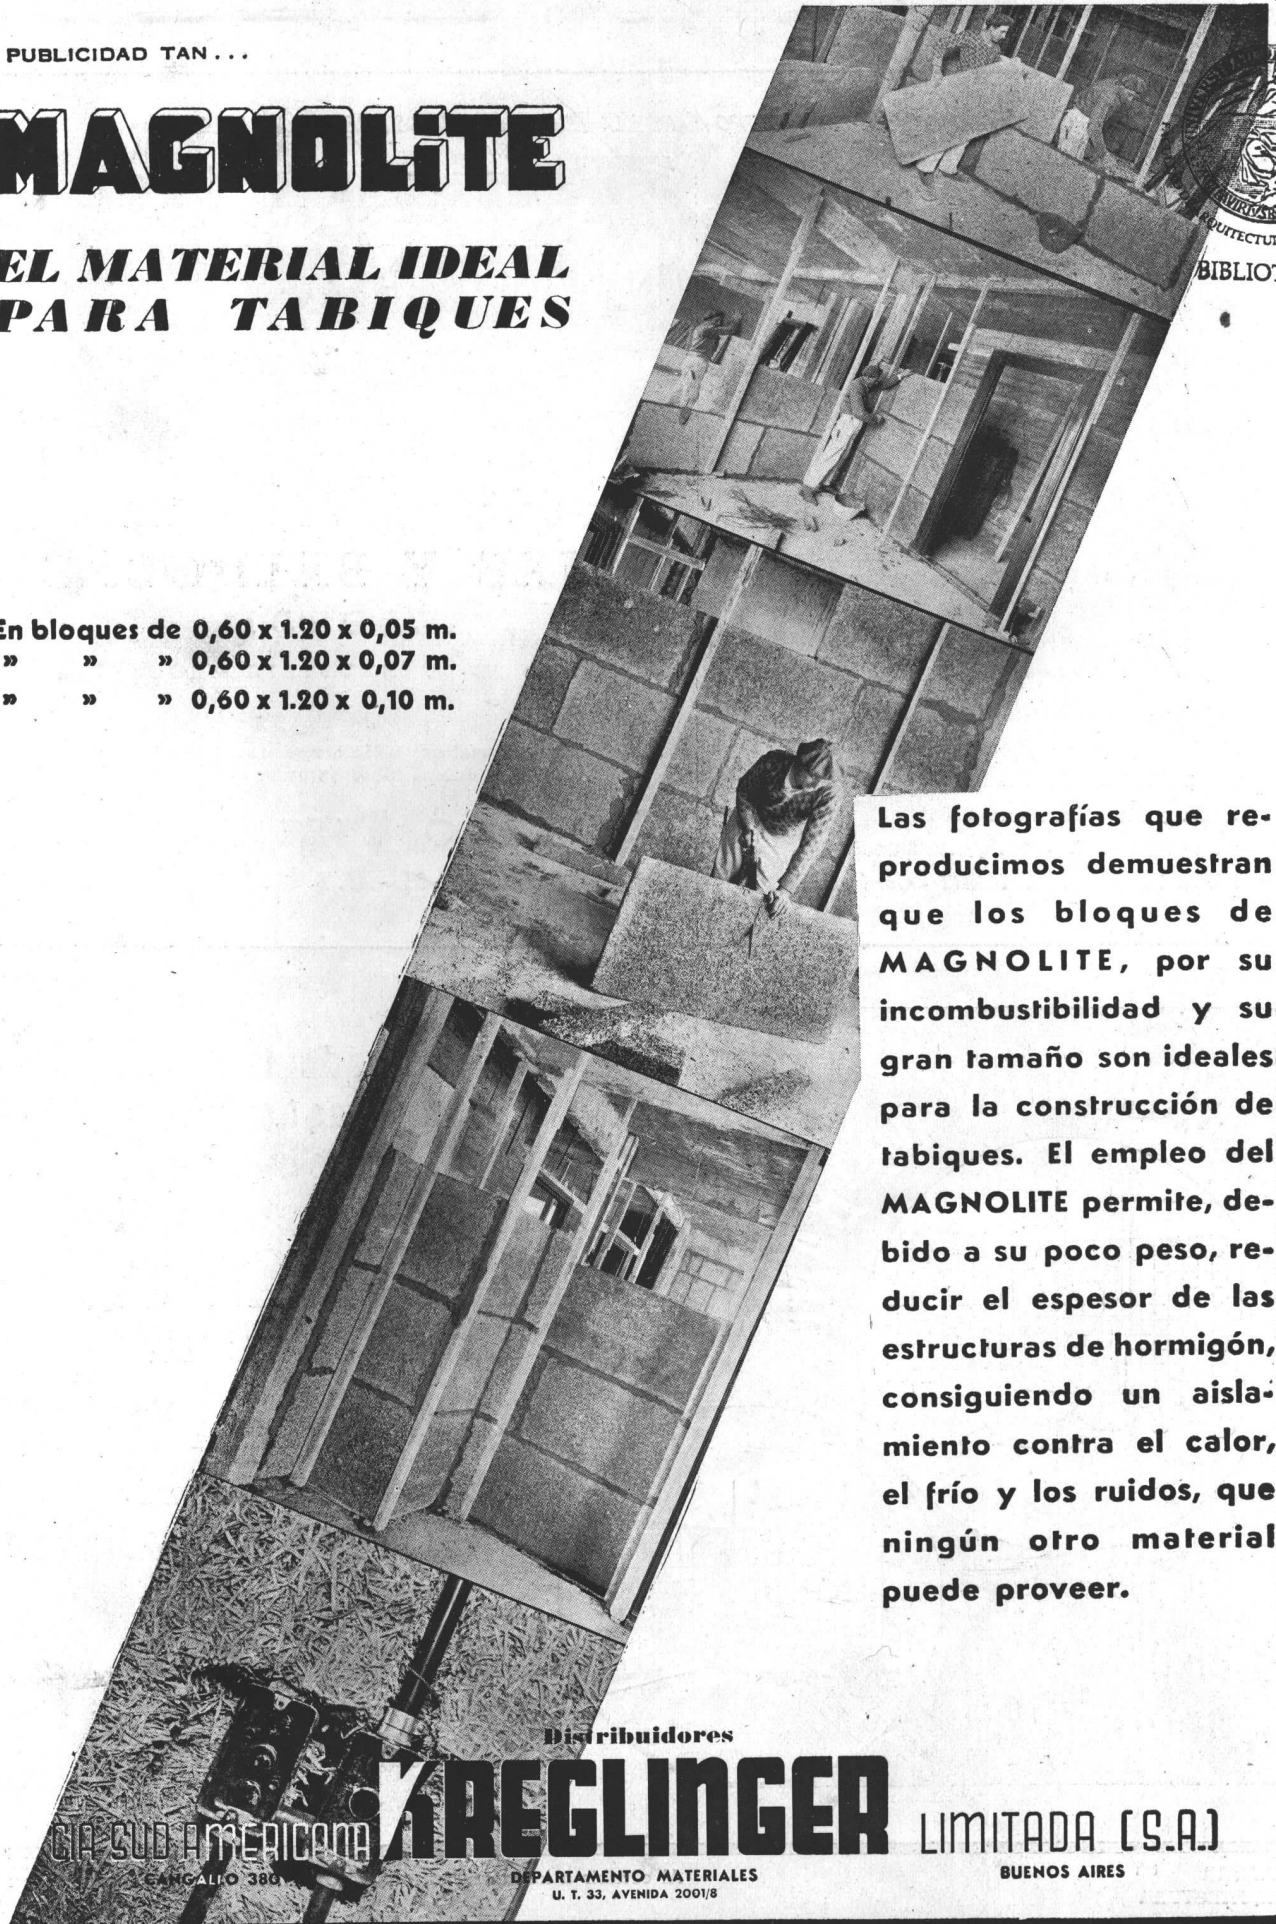 PUBLICIDAD TAN...
MAGNOLITE
EL MATERIAL IDEAL
PARA TABIQUES
BIBLIOT
En bloques de 0,60 x 1.20 x 0,05 m.
» » » 0,60 x 1.20 x 0,07 m.
» » » 0,60 x 1.20 x 0,10 m.
Las fotografías que re-
producimos demuestran
que los bloques de
MAGNOLITE, por su
incombustibilidad y su
gran tamaño son ideales
para la construcción de
tabiques. El empleo del
MAGNOLITE permite, de-
bido a su poco peso, re-
ducir el espesor de las
estructuras de hormigón,
consiguiendo un aisla-
miento contra el calor,
el frío y los ruidos, que
ningún otro material
puede proveer.
Distribuidores
CIA SUD AMERICANA KREGLINGER LIMITADA (S.A.)
CANGALLO 380 DEPARTAMENTO MATERIALES BUENOS AIRES
U. T. 33, AVENIDA 2001/8